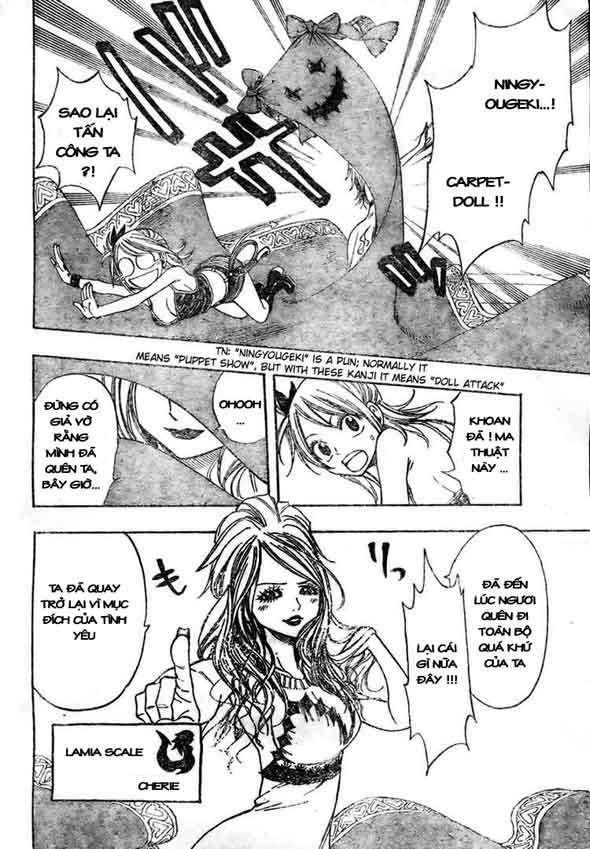 NINGY-
OUGEKI...!
CARPET-
DOLL !!
SAO LẠI
TẤN
CÔNG TA
?!
TN: "NINGYOUGEKI" IS A PUN; NORMALLY IT
MEANS "PUPPET SHOW", BUT WITH THESE KANJI IT MEANS "DOLL ATTACK"
KHOAN
ĐÃ ! MA
THUẬT
NÀY ...
OHOOH
...
ĐỪNG CÓ
GIẢ VỜ
RẰNG
MÌNH ĐÃ
QUÊN TA,
BÂY GIỜ...
ĐÃ ĐẾN
LÚC NGƯƠI
QUÊN ĐI
TOÀN BỘ
QUÁ KHỨ
CỦA TA
LẠI CÁI
GÌ NỮA
ĐÂY !!!
TA ĐÃ QUAY
TRỞ LẠI VÌ MỤC
ĐÍCH CỦA TÌNH
YÊU
LAMIA SCALE
CHERIE